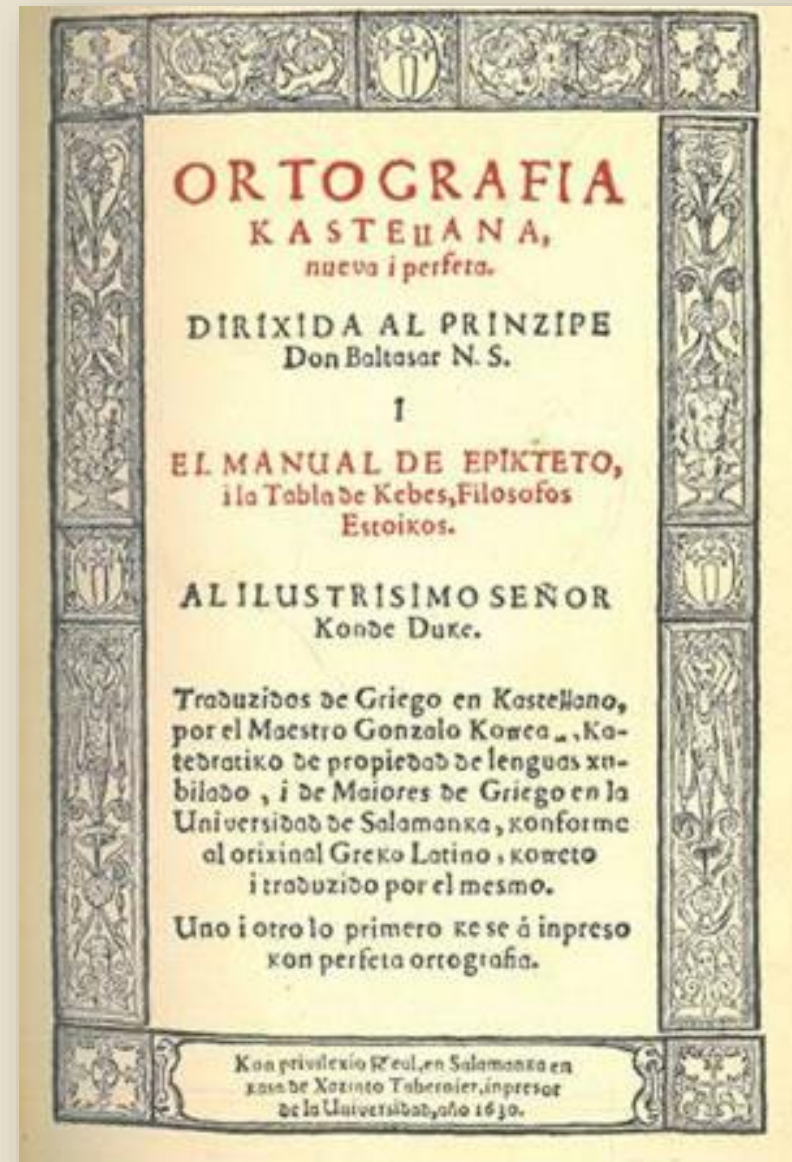 ORTOGRAFIA
KASTEllANA,
nueva i perfeta.
DIRIXIDA AL PRINZIPE
Don Baltasar N. S.
I
EL MANUAL DE EPIKTETO,
i la Tabla de Kebes, Filosofos
Estoikos.
AL ILUSTRISIMO SEÑOR
Konde Duke.
Traduzidos de Griego en Kastellano,
por el Maestro Gonzalo Korrea_, Ka-
tedratiko de propiedad de lenguas xu-
bilado, i de Maiores de Griego en la
Universidad de Salamanka, konforme
al orixinal Greko Latino, korreto
i traduzido por el mesmo.
Uno i otro lo primero ke se á inpreso
kon perfeta ortografia.
Kon privilexio Real, en Salamanka en
kasa de Xazinto Tabernier, inpresor
de la Universidad, año 1630.